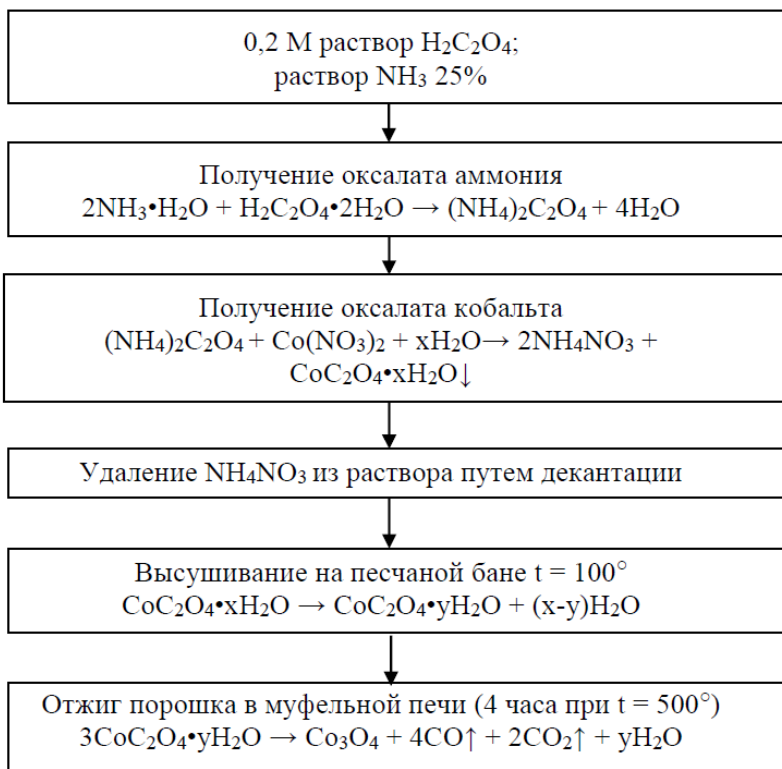 0,2 М раствор H₂C₂O₄;
раствор NH₃ 25%
Получение оксалата аммония
2NH₃•H₂O + H₂C₂O₄•2H₂O → (NH₄)₂C₂O₄ + 4H₂O
Получение оксалата кобальта
(NH₄)₂C₂O₄ + Co(NO₃)₂ + xH₂O→ 2NH₄NO₃ +
CoC₂O₄•xH₂O↓
Удаление NH₄NO₃ из раствора путем декантации
Высушивание на песчаной бане t = 100°
CoC₂O₄•xH₂O → CoC₂O₄•yH₂O + (x-y)H₂O
Отжиг порошка в муфельной печи (4 часа при t = 500°)
3CoC₂O₄•yH₂O → Co₃O₄ + 4CO↑ + 2CO₂↑ + yH₂O